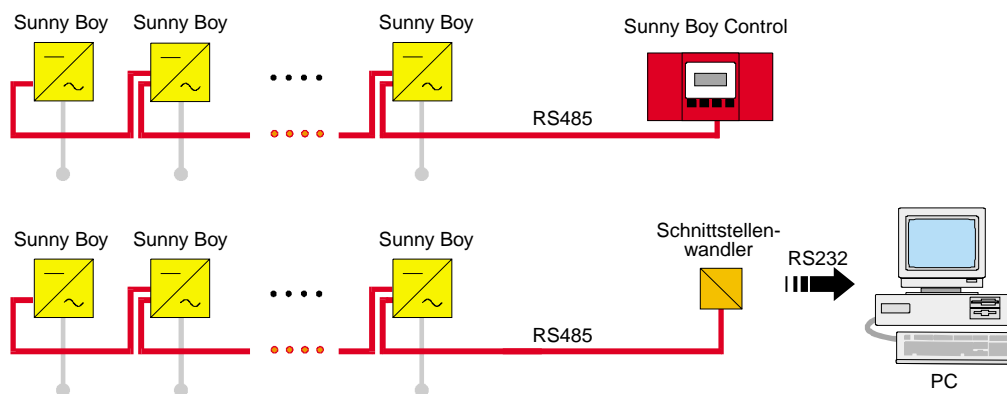 Sunny Boy
Sunny Boy
Sunny Boy
Sunny Boy Control
RS485
Sunny Boy
Sunny Boy
Sunny Boy
Schnittstellen-
wandler
RS232
RS485
PC